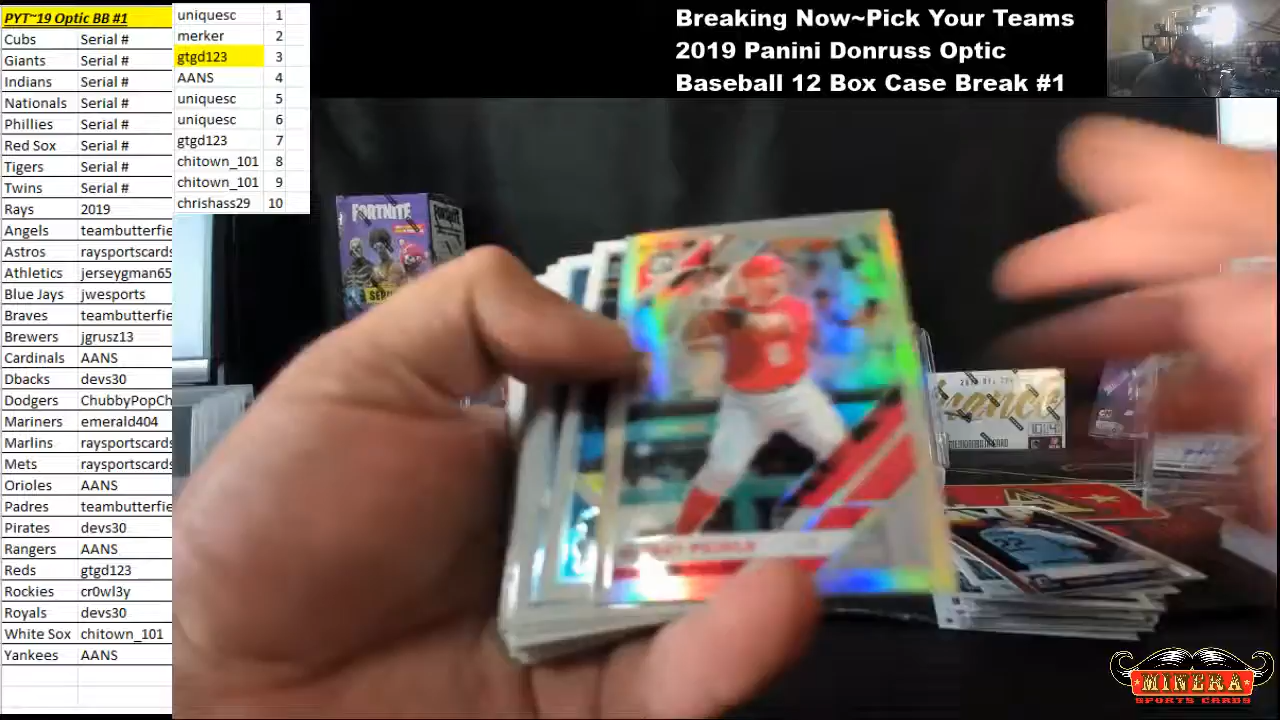 PYT~19 Optic BB #1
Cubs Serial #
Giants Serial #
Indians Serial #
Nationals Serial #
Phillies Serial #
Red Sox Serial #
Tigers Serial #
Twins Serial #
Rays 2019
Angels teambutterfie
Astros raysportscards
Athletics jerseygman65
Blue Jays jwesports
Braves teambutterfie
Brewers jgrusz13
Cardinals AANS
Dbacks devs30
Dodgers ChubbyPopCh
Mariners emerald404
Marlins raysportscards
Mets raysportscards
Orioles AANS
Padres teambutterfie
Pirates devs30
Rangers AANS
Reds gtgd123
Rockies cr0wl3y
Royals devs30
White Sox chitown_101
Yankees AANS
uniquesc 1
merker 2
gtgd123 3
AANS 4
uniquesc 5
uniquesc 6
gtgd123 7
chitown_101 8
chitown_101 9
chrishass29 10
Breaking Now~Pick Your Teams
2019 Panini Donruss Optic
Baseball 12 Box Case Break #1
FORTNITE
MINERA
SPORTS CARDS